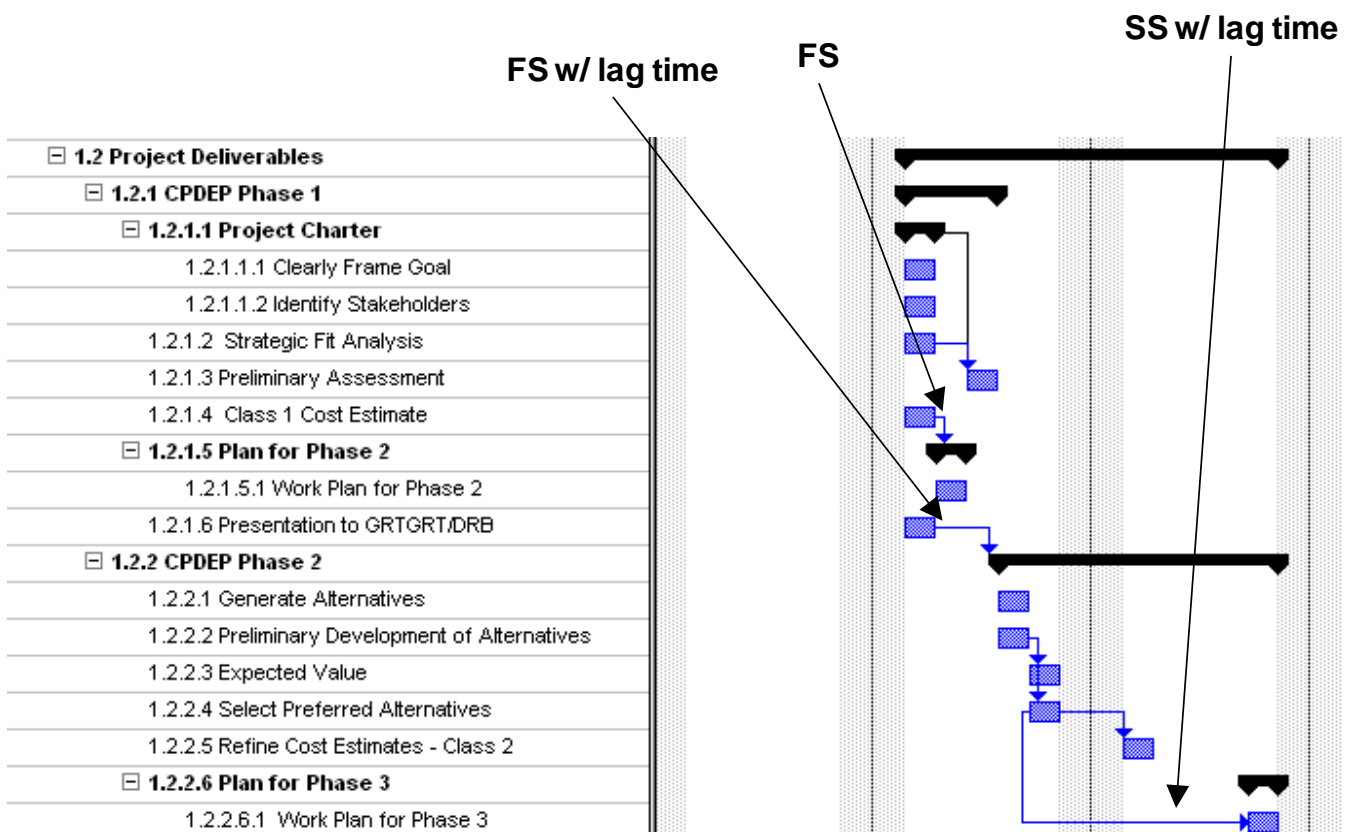 SS w/ lag time
FS
FS w/ lag time
1.2 Project Deliverables
1.2.1 CPDEP Phase 1
1.2.1.1 Project Charter
1.2.1.1.1 Clearly Frame Goal
1.2.1.1.2 Identify Stakeholders
1.2.1.2 Strategic Fit Analysis
1.2.1.3 Preliminary Assessment
1.2.1.4 Class 1 Cost Estimate
1.2.1.5 Plan for Phase 2
1.2.1.5.1 Work Plan for Phase 2
1.2.1.6 Presentation to GRTGRT/DRB
1.2.2 CPDEP Phase 2
1.2.2.1 Generate Alternatives
1.2.2.2 Preliminary Development of Alternatives
1.2.2.3 Expected Value
1.2.2.4 Select Preferred Alternatives
1.2.2.5 Refine Cost Estimates - Class 2
1.2.2.6 Plan for Phase 3
1.2.2.6.1 Work Plan for Phase 3